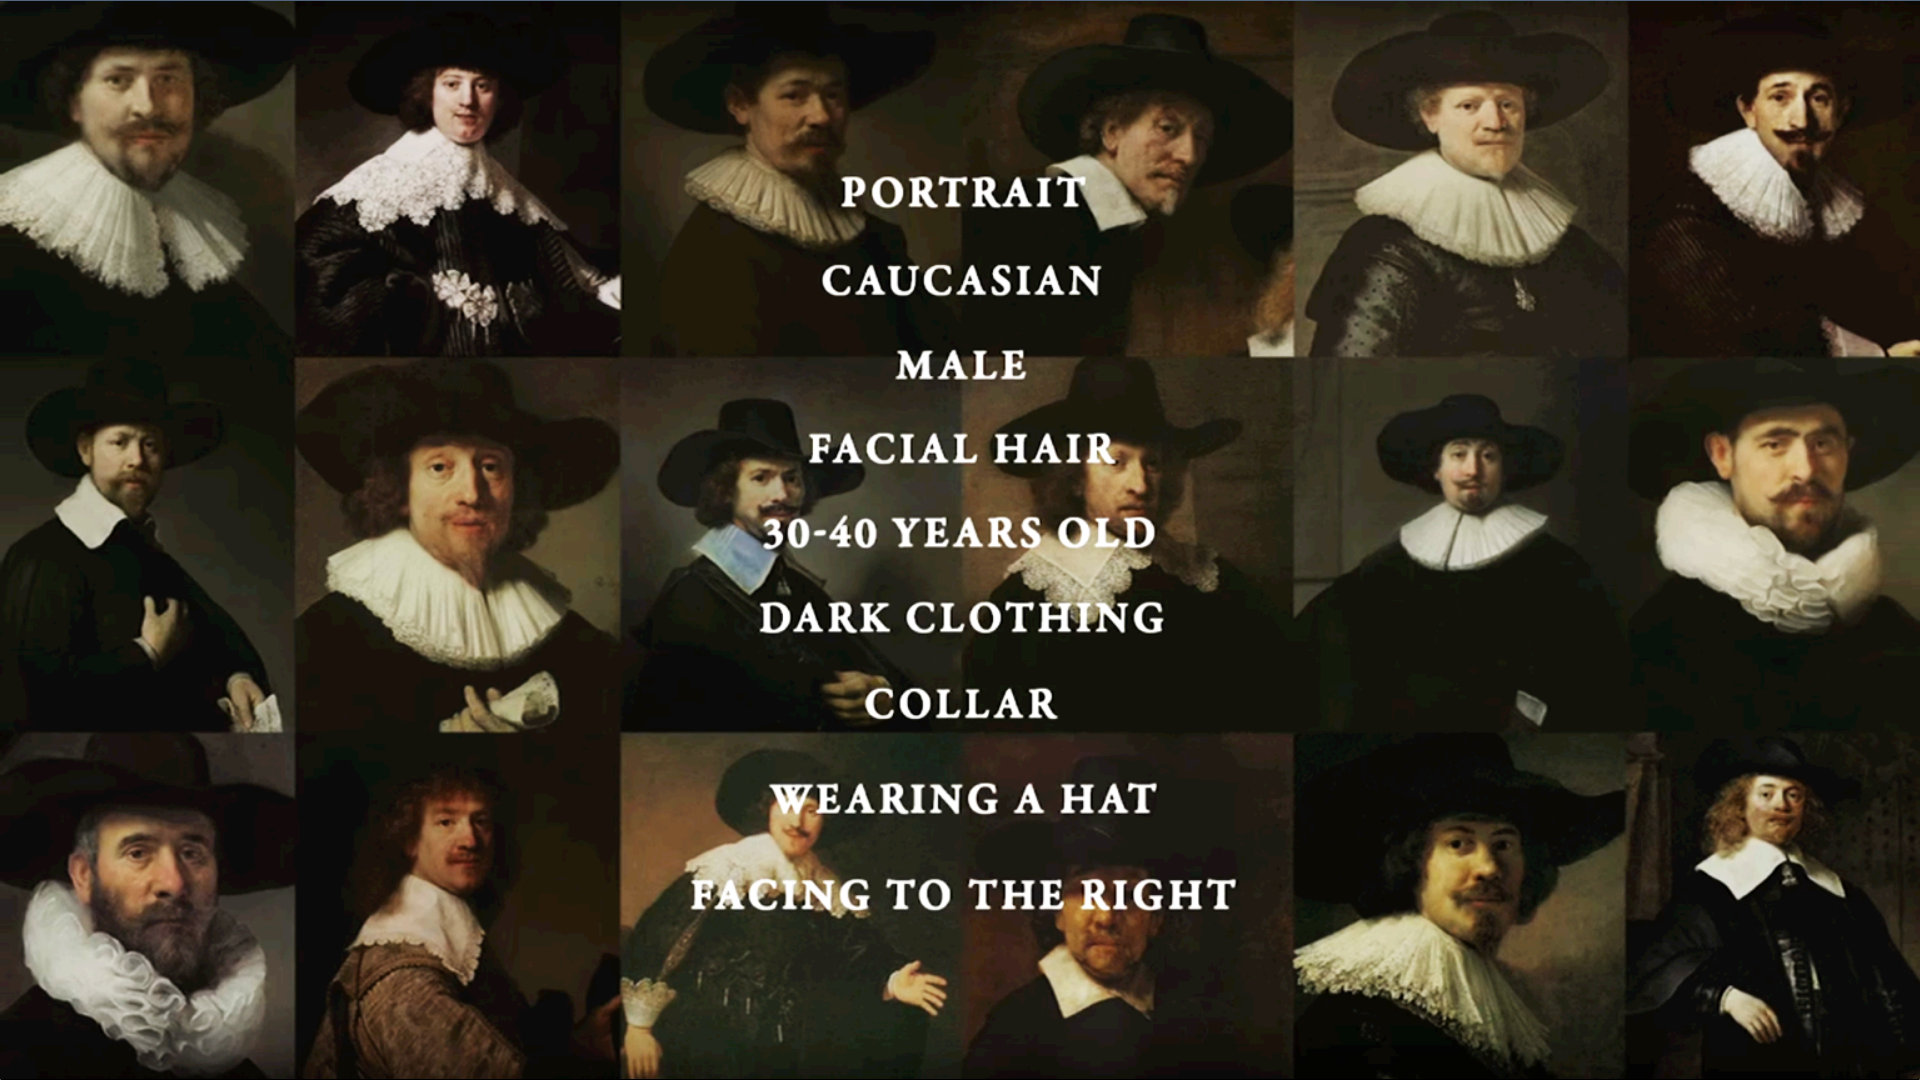 PORTRAIT
CAUCASIAN
MALE
FACIAL HAIR
30-40 YEARS OLD
DARK CLOTHING
COLLAR
WEARING A HAT
FACING TO THE RIGHT